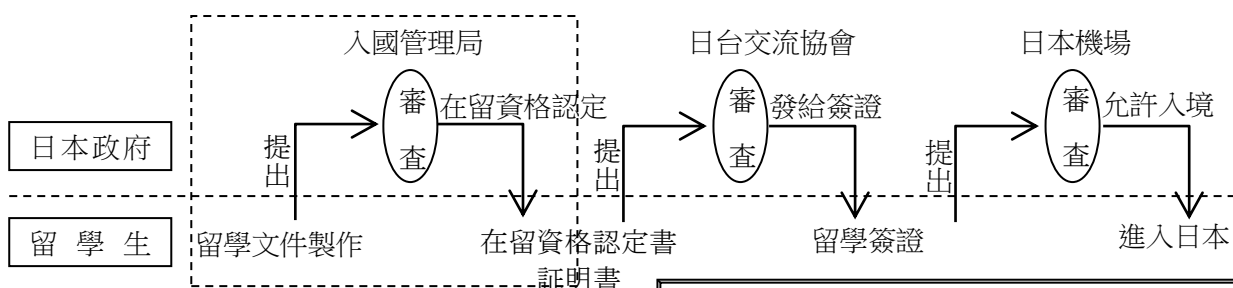 入國管理局
日台交流協會
日本機場
審查
在留資格認定
審查
發給簽證
審查
允許入境
日本政府
提出
提出
提出
留學生
留學文件製作
在留資格認定書
証明書
留學簽證
進入日本